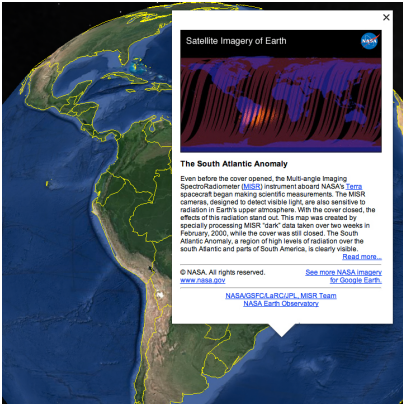 Satellite Imagery of Earth
NASA
The South Atlantic Anomaly
Even before the cover opened, the Multi-angle Imaging
SpectroRadiometer (MISR) instrument aboard NASA's Terra
spacecraft began making scientific measurements. The MISR
cameras, designed to detect visible light, are also sensitive to
radiation in Earth's upper atmosphere. With the cover closed, the
effects of this radiation stand out. This map was created by
specially processing MISR "dark" data taken over two weeks in
February, 2000, while the cover was still closed. The South
Atlantic Anomaly, a region of high levels of radiation over the
south Atlantic and parts of South America, is clearly visible.
Read more...
© NASA. All rights reserved.
www.nasa.gov
See more NASA imagery
for Google Earth.
NASA/GSFC/LaRC/JPL, MISR Team
NASA Earth Observatory